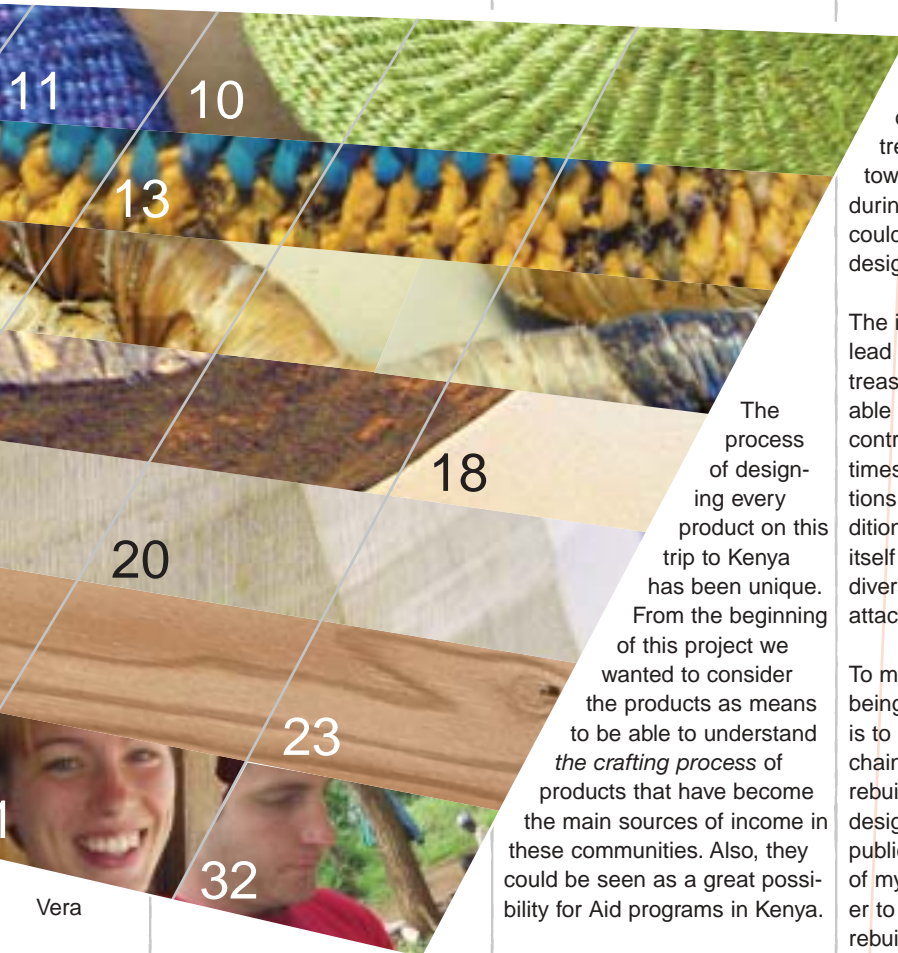 11
10
13
18
20
23
32
Vera
The
process
of design-
ing every
product on this
trip to Kenya
has been unique.
From the beginning
of this project we
wanted to consider
the products as means
to be able to understand
the crafting process of
products that have become
the main sources of income in
these communities. Also, they
could be seen as a great possi-
bility for Aid programs in Kenya.
tre
tow
durin
could
desig
The i
lead
treas
able
contr
times
tions
dition
itself
divers
attac
To m
being
is to
chain
rebui
desig
public
of my
er to
rebui